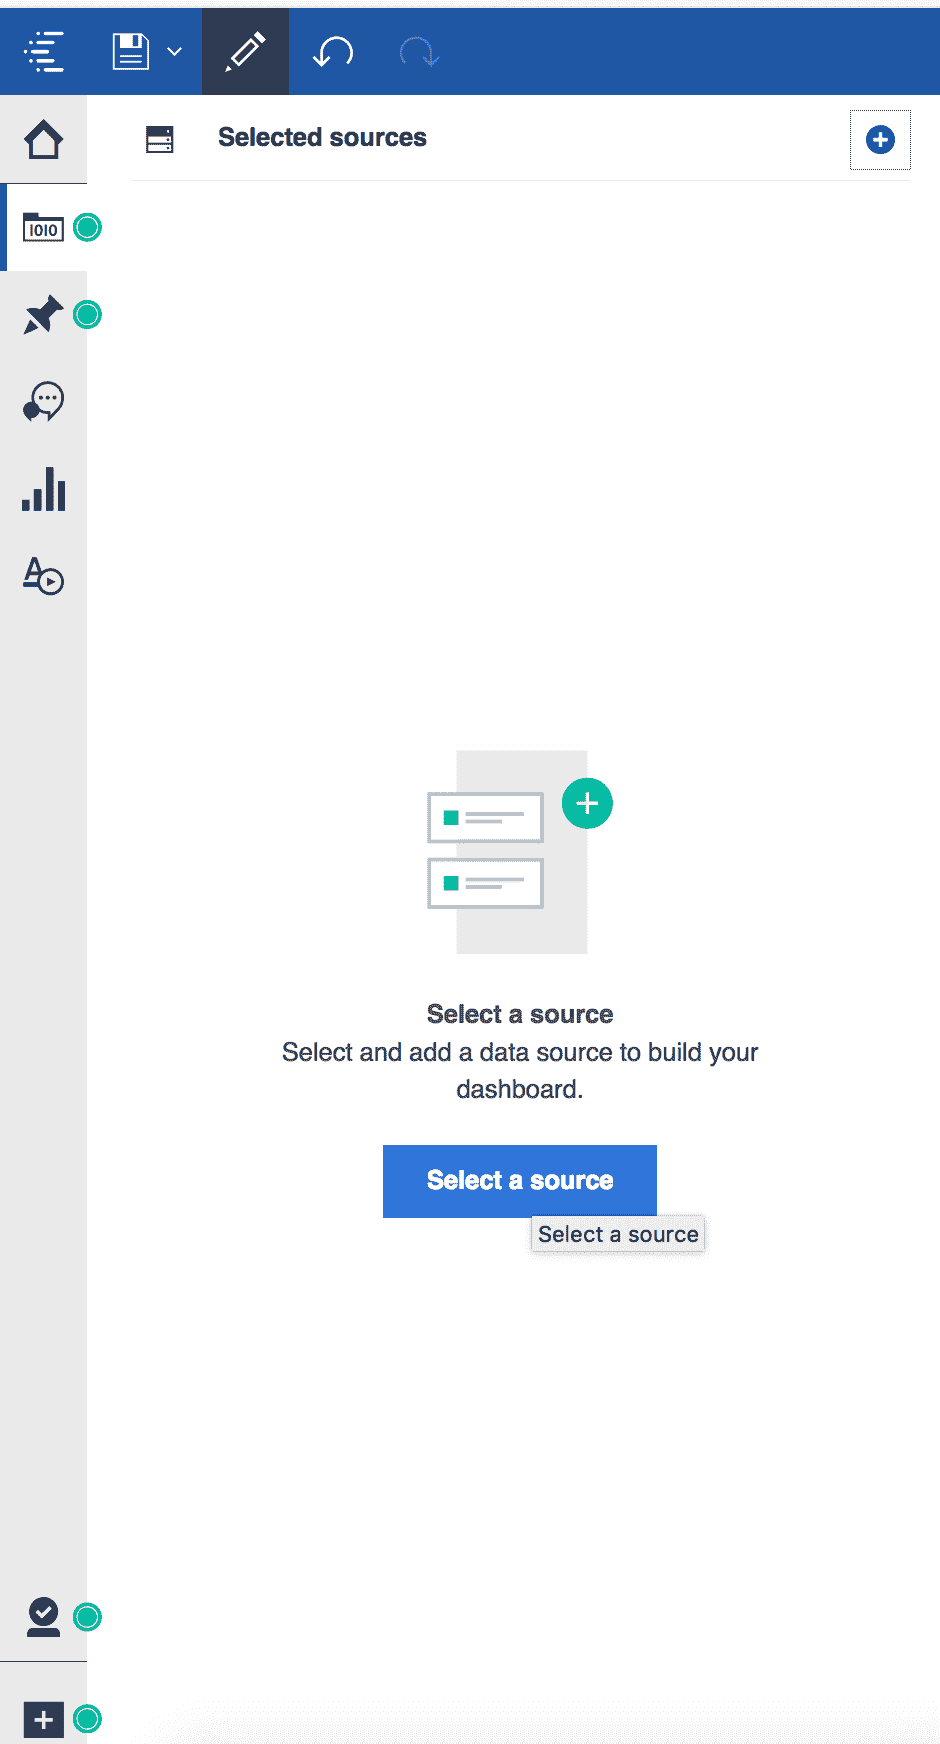 Selected sources
1010
A
Select a source
Select and add a data source to build your
dashboard.
Select a source
Select a source